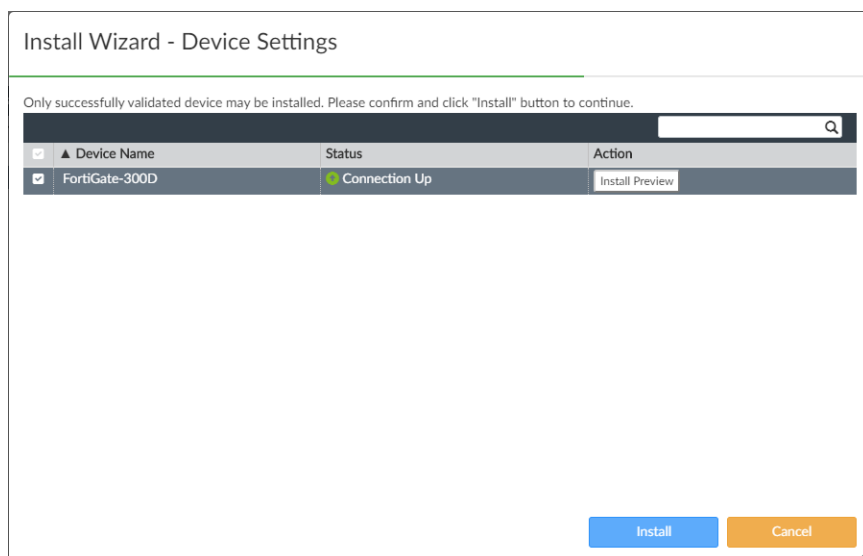 Install Wizard - Device Settings
Only successfully validated device may be installed. Please confirm and click "Install" button to continue.
▲ Device Name Status Action
FortiGate-300D Connection Up Install Preview
Install Cancel